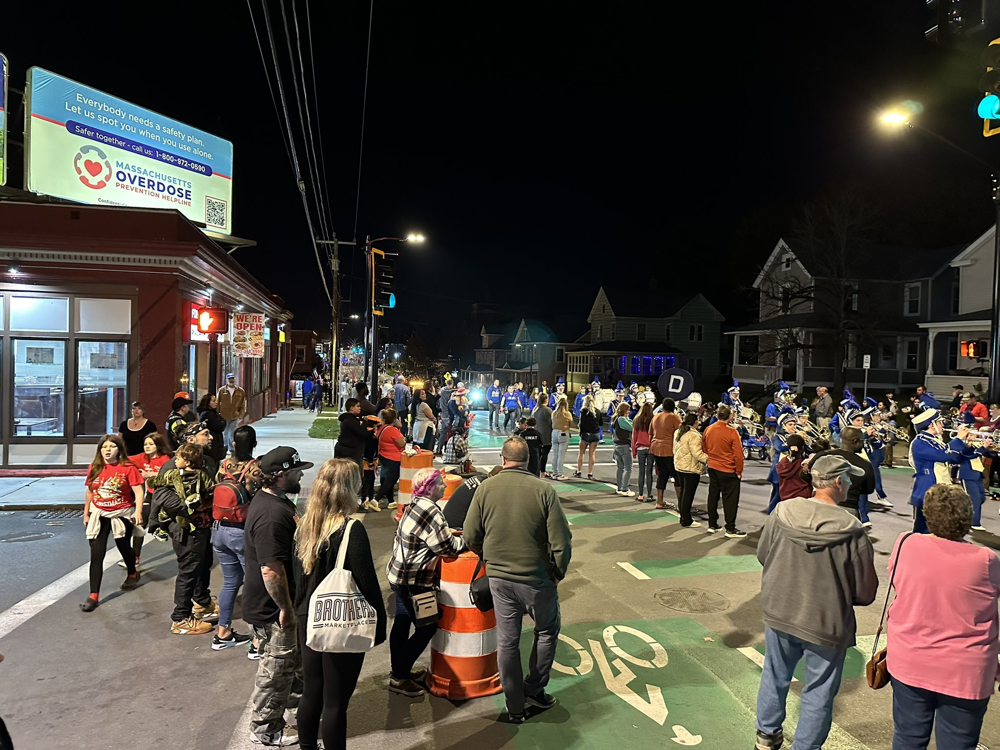 Everybody needs a safety plan.
Let us spot you when you use alone.
Safer together - call us: 1-800-972-0590
MASSACHUSETTS
OVERDOSE
PREVENTION HELPLINE
WE'RE
OPEN
413-344-9999
D
SWAT
BROTHERS
MARKETPLACE